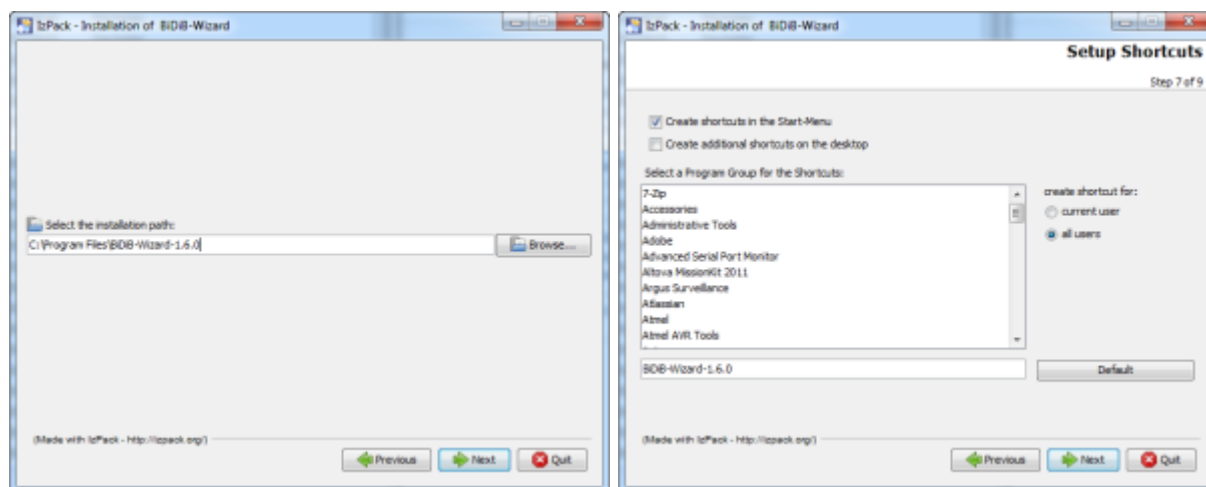 IzPack - Installation of BiDiB-Wizard
Select the installation path:
C:\Program Files\BiDiB-Wizard-1.6.0
Browse...
(Made with IzPack - http://izpack.org/)
Previous
Next
Quit
IzPack - Installation of BiDiB-Wizard
Setup Shortcuts
Step 7 of 9
Create shortcuts in the Start-Menu
Create additional shortcuts on the desktop
Select a Program Group for the Shortcuts:
7-Zip
Accessories
Administrative Tools
Adobe
Advanced Serial Port Monitor
Altova MissionKit 2011
Argus Surveillance
Atlassian
Atmel
Atmel AVR Tools
create shortcut for:
current user
all users
BiDiB-Wizard-1.6.0
Default
(Made with IzPack - http://izpack.org/)
Previous
Next
Quit